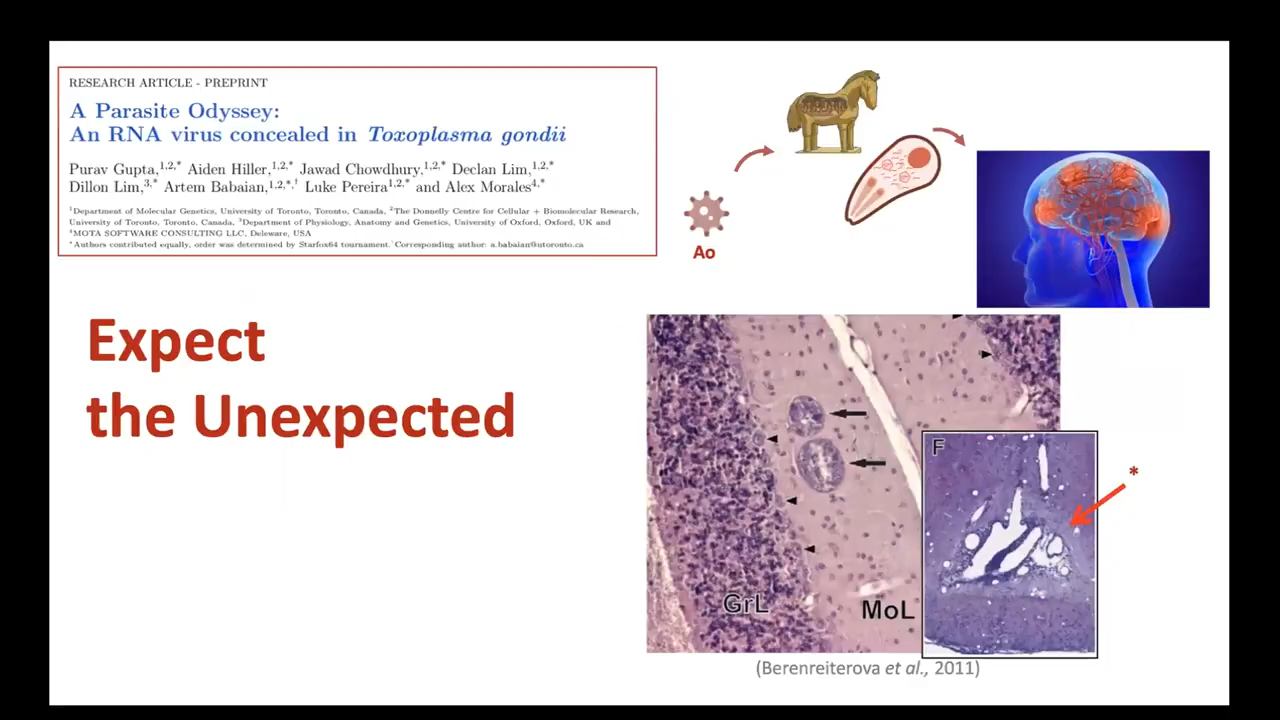 RESEARCH ARTICLE - PREPRINT
A Parasite Odyssey:
An RNA virus concealed in Toxoplasma gondii
Purav Gupta,1,2,* Aiden Hiller,1,2,* Jawad Chowdhury,1,2,* Declan Lim,1,2,*
Dillon Lim,3,* Artem Babaian,1,2,*,† Luke Pereira1,2,* and Alex Morales4,*
1Department of Molecular Genetics, University of Toronto, Toronto, Canada, 2The Donnelly Centre for Cellular + Biomolecular Research,
University of Toronto, Toronto, Canada, 3Department of Physiology, Anatomy and Genetics, University of Oxford, Oxford, UK and
4MOTA SOFTWARE CONSULTING LLC, Deleware, USA
*Authors contributed equally, order was determined by Starfox64 tournament. Corresponding author: a.babaian@utoronto.ca
Ao
Expect
the Unexpected
F
*
GrL
MoL
(Berenreiterova et al., 2011)